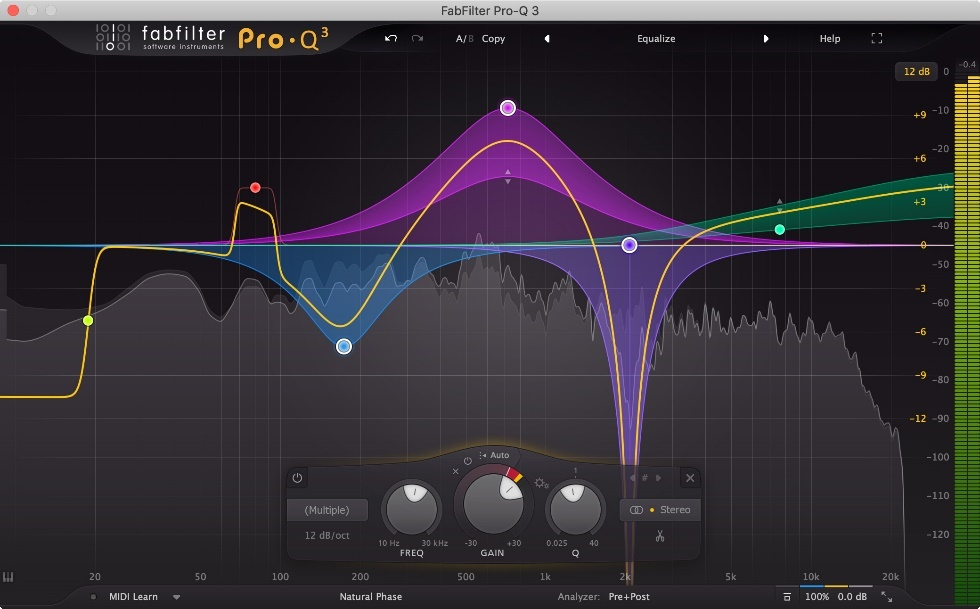 FabFilter Pro-Q 3
fabfilter
software instruments
Pro·Q3
A/B Copy
Equalize
Help
12 dB 0 -0.4
+9 -10
-20
+6
-30
+3
-40
0
-50
-3
-60
-6 -70
-9 -80
-12 -90
-100
-110
-120
Auto
1
#
(Multiple)
12 dB/oct
10 Hz 30 kHz
FREQ
-30 +30
GAIN
0.025 40
Q
Stereo
20 50 100 200 500 1k 2k 5k 10k 20k
MIDI Learn
Natural Phase
Analyzer: Pre+Post
100% 0.0 dB